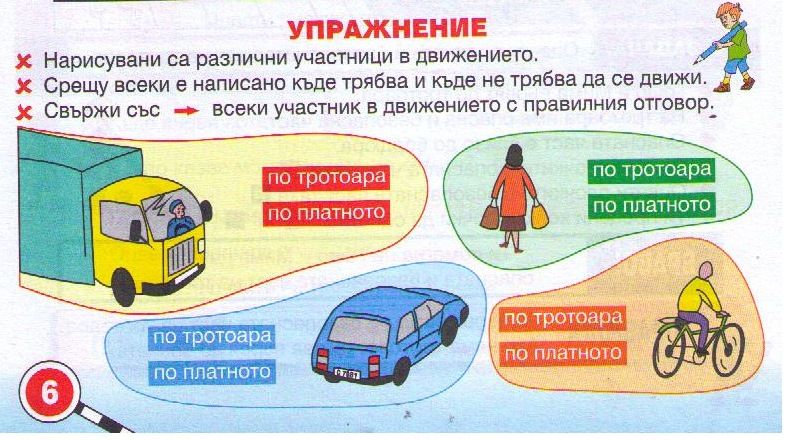 УПРАЖНЕНИЕ
Нарисувани са различни участници в движението.
Срещу всеки е написано къде трябва и къде не трябва да се движи.
Свържи със → всеки участник в движението с правилния отговор.
по тротоара
по платното
по тротоара
по платното
по тротоара
по платното
по тротоара
по платното
6